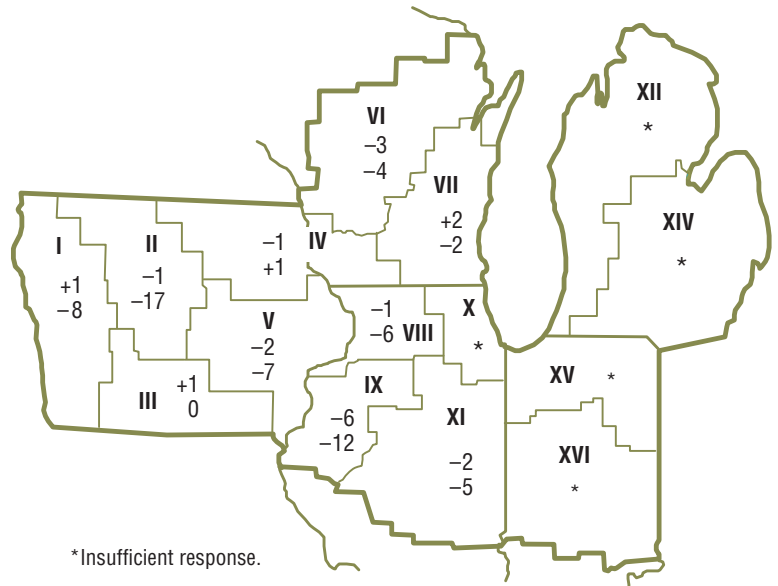 VI
–3
–4
XII
*
VII
+2
–2
XIV
*
I
+1
–8
II
–1
–17
–1
+1
IV
V
–2
–7
–1
–6 VIII
X
*
III
+1
0
IX
–6
–12
XI
–2
–5
XV *
XVI
*
*Insufficient response.